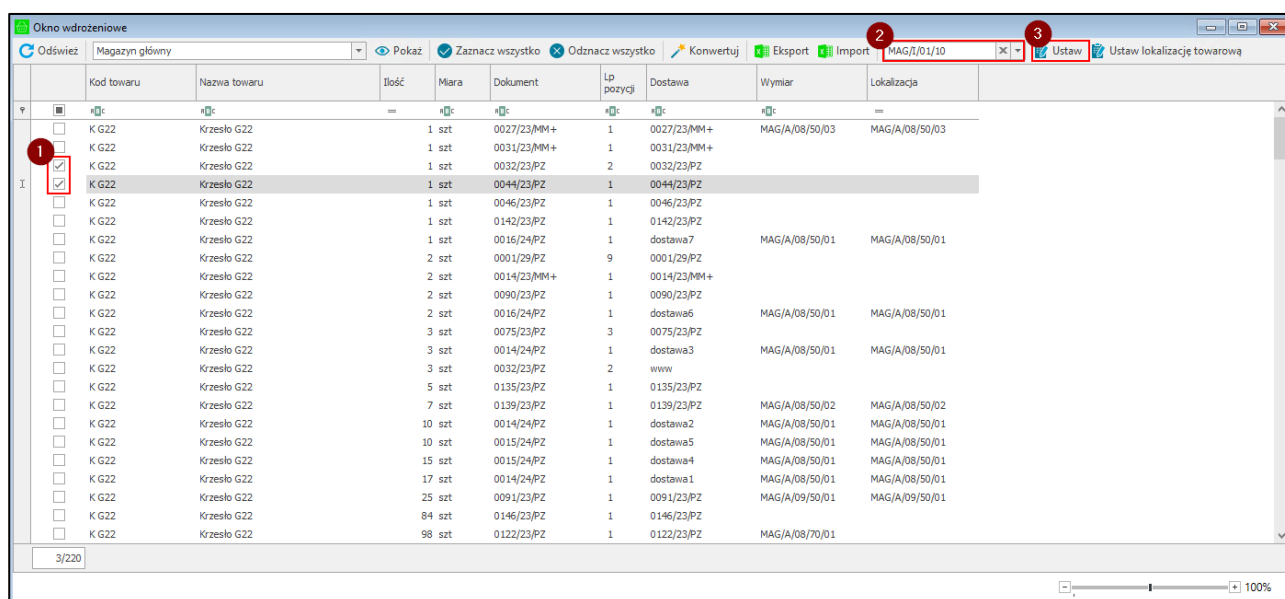 Okno wdrożeniowe
Odśwież Magazyn główny Pokaż Zaznacz wszystko Odznacz wszystko Konwertuj Eksport Import 2 MAG/I/01/10 3 Ustaw Ustaw lokalizację towarową
Kod towaru Nazwa towaru Ilość Miara Dokument Lp pozycji Dostawa Wymiar Lokalizacja
K G22 Krzesło G22 1 szt 0027/23/MM+ 1 0027/23/MM+ MAG/A/08/50/03 MAG/A/08/50/03
1 K G22 Krzesło G22 1 szt 0031/23/MM+ 1 0031/23/MM+
K G22 Krzesło G22 1 szt 0032/23/PZ 2 0032/23/PZ
K G22 Krzesło G22 1 szt 0044/23/PZ 1 0044/23/PZ
K G22 Krzesło G22 1 szt 0046/23/PZ 1 0046/23/PZ
K G22 Krzesło G22 1 szt 0142/23/PZ 1 0142/23/PZ
K G22 Krzesło G22 1 szt 0016/24/PZ 1 dostawa7 MAG/A/08/50/01 MAG/A/08/50/01
K G22 Krzesło G22 2 szt 0001/29/PZ 9 0001/29/PZ
K G22 Krzesło G22 2 szt 0014/23/MM+ 1 0014/23/MM+
K G22 Krzesło G22 2 szt 0090/23/PZ 1 0090/23/PZ
K G22 Krzesło G22 2 szt 0016/24/PZ 1 dostawa6 MAG/A/08/50/01 MAG/A/08/50/01
K G22 Krzesło G22 3 szt 0075/23/PZ 3 0075/23/PZ
K G22 Krzesło G22 3 szt 0014/24/PZ 1 dostawa3 MAG/A/08/50/01 MAG/A/08/50/01
K G22 Krzesło G22 3 szt 0032/23/PZ 2 www
K G22 Krzesło G22 5 szt 0135/23/PZ 1 0135/23/PZ
K G22 Krzesło G22 7 szt 0139/23/PZ 1 0139/23/PZ MAG/A/08/50/02 MAG/A/08/50/02
K G22 Krzesło G22 10 szt 0014/24/PZ 1 dostawa2 MAG/A/08/50/01 MAG/A/08/50/01
K G22 Krzesło G22 10 szt 0015/24/PZ 1 dostawa5 MAG/A/08/50/01 MAG/A/08/50/01
K G22 Krzesło G22 15 szt 0015/24/PZ 1 dostawa4 MAG/A/08/50/01 MAG/A/08/50/01
K G22 Krzesło G22 17 szt 0014/24/PZ 1 dostawa1 MAG/A/08/50/01 MAG/A/08/50/01
K G22 Krzesło G22 25 szt 0091/23/PZ 1 0091/23/PZ MAG/A/09/50/01 MAG/A/09/50/01
K G22 Krzesło G22 84 szt 0146/23/PZ 1 0146/23/PZ
K G22 Krzesło G22 98 szt 0122/23/PZ 1 0122/23/PZ MAG/A/08/70/01
3/220
100%